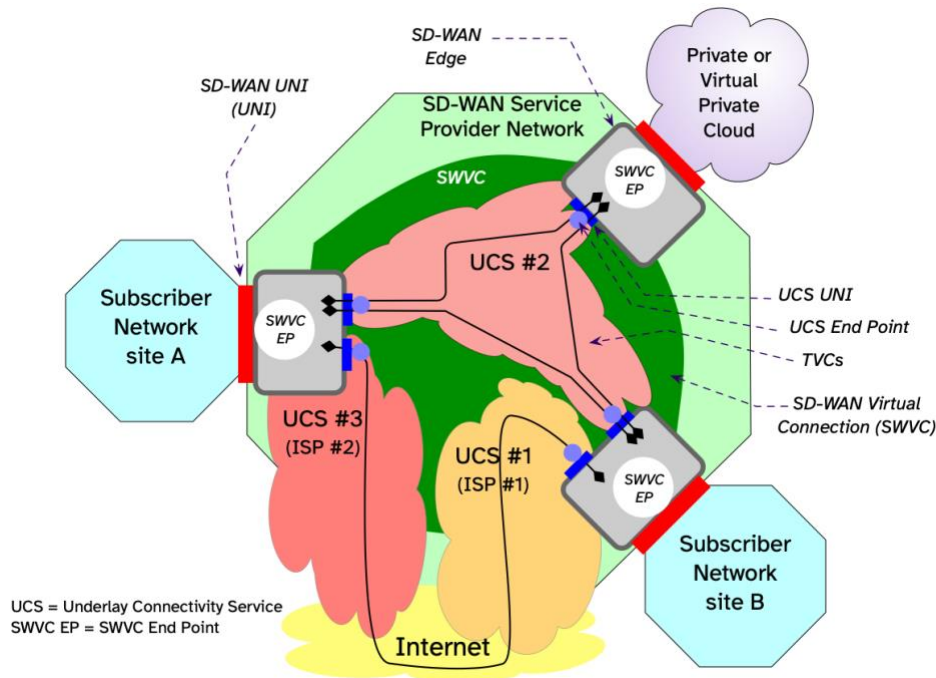 SD-WAN
Edge
Private or
Virtual
Private
Cloud
SD-WAN UNI
(UNI)
SD-WAN Service
Provider Network
SWVC
EP
SWVC
UCS #2
UCS UNI
UCS End Point
TVCs
SD-WAN Virtual
Connection (SWVC)
Subscriber
Network
site A
SWVC
EP
UCS #3
(ISP #2)
UCS #1
(ISP #1)
SWVC
EP
Subscriber
Network
site B
UCS = Underlay Connectivity Service
SWVC EP = SWVC End Point
Internet